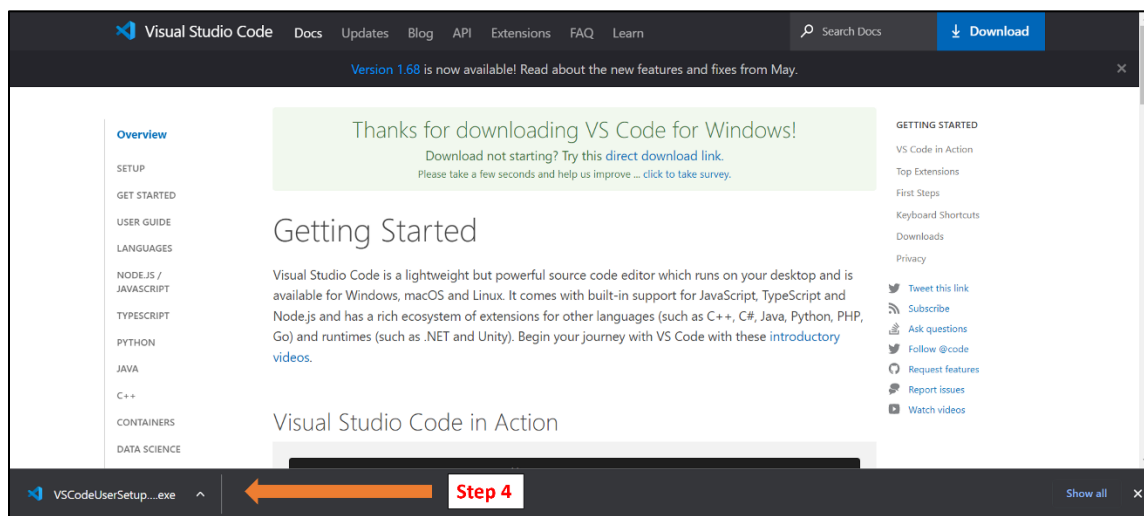 Visual Studio Code Docs Updates Blog API Extensions FAQ Learn Search Docs Download
Version 1.68 is now available! Read about the new features and fixes from May.
Overview
SETUP
GET STARTED
USER GUIDE
LANGUAGES
NODE.JS /
JAVASCRIPT
TYPESCRIPT
PYTHON
JAVA
C++
CONTAINERS
DATA SCIENCE
Thanks for downloading VS Code for Windows!
Download not starting? Try this direct download link.
Please take a few seconds and help us improve ... click to take survey.
Getting Started
Visual Studio Code is a lightweight but powerful source code editor which runs on your desktop and is
available for Windows, macOS and Linux. It comes with built-in support for JavaScript, TypeScript and
Node.js and has a rich ecosystem of extensions for other languages (such as C++, C#, Java, Python, PHP,
Go) and runtimes (such as .NET and Unity). Begin your journey with VS Code with these introductory
videos.
Visual Studio Code in Action
GETTING STARTED
VS Code in Action
Top Extensions
First Steps
Keyboard Shortcuts
Downloads
Privacy
Tweet this link
Subscribe
Ask questions
Follow @code
Request features
Report issues
Watch videos
VSCodeUserSetup....exe
Step 4
Show all